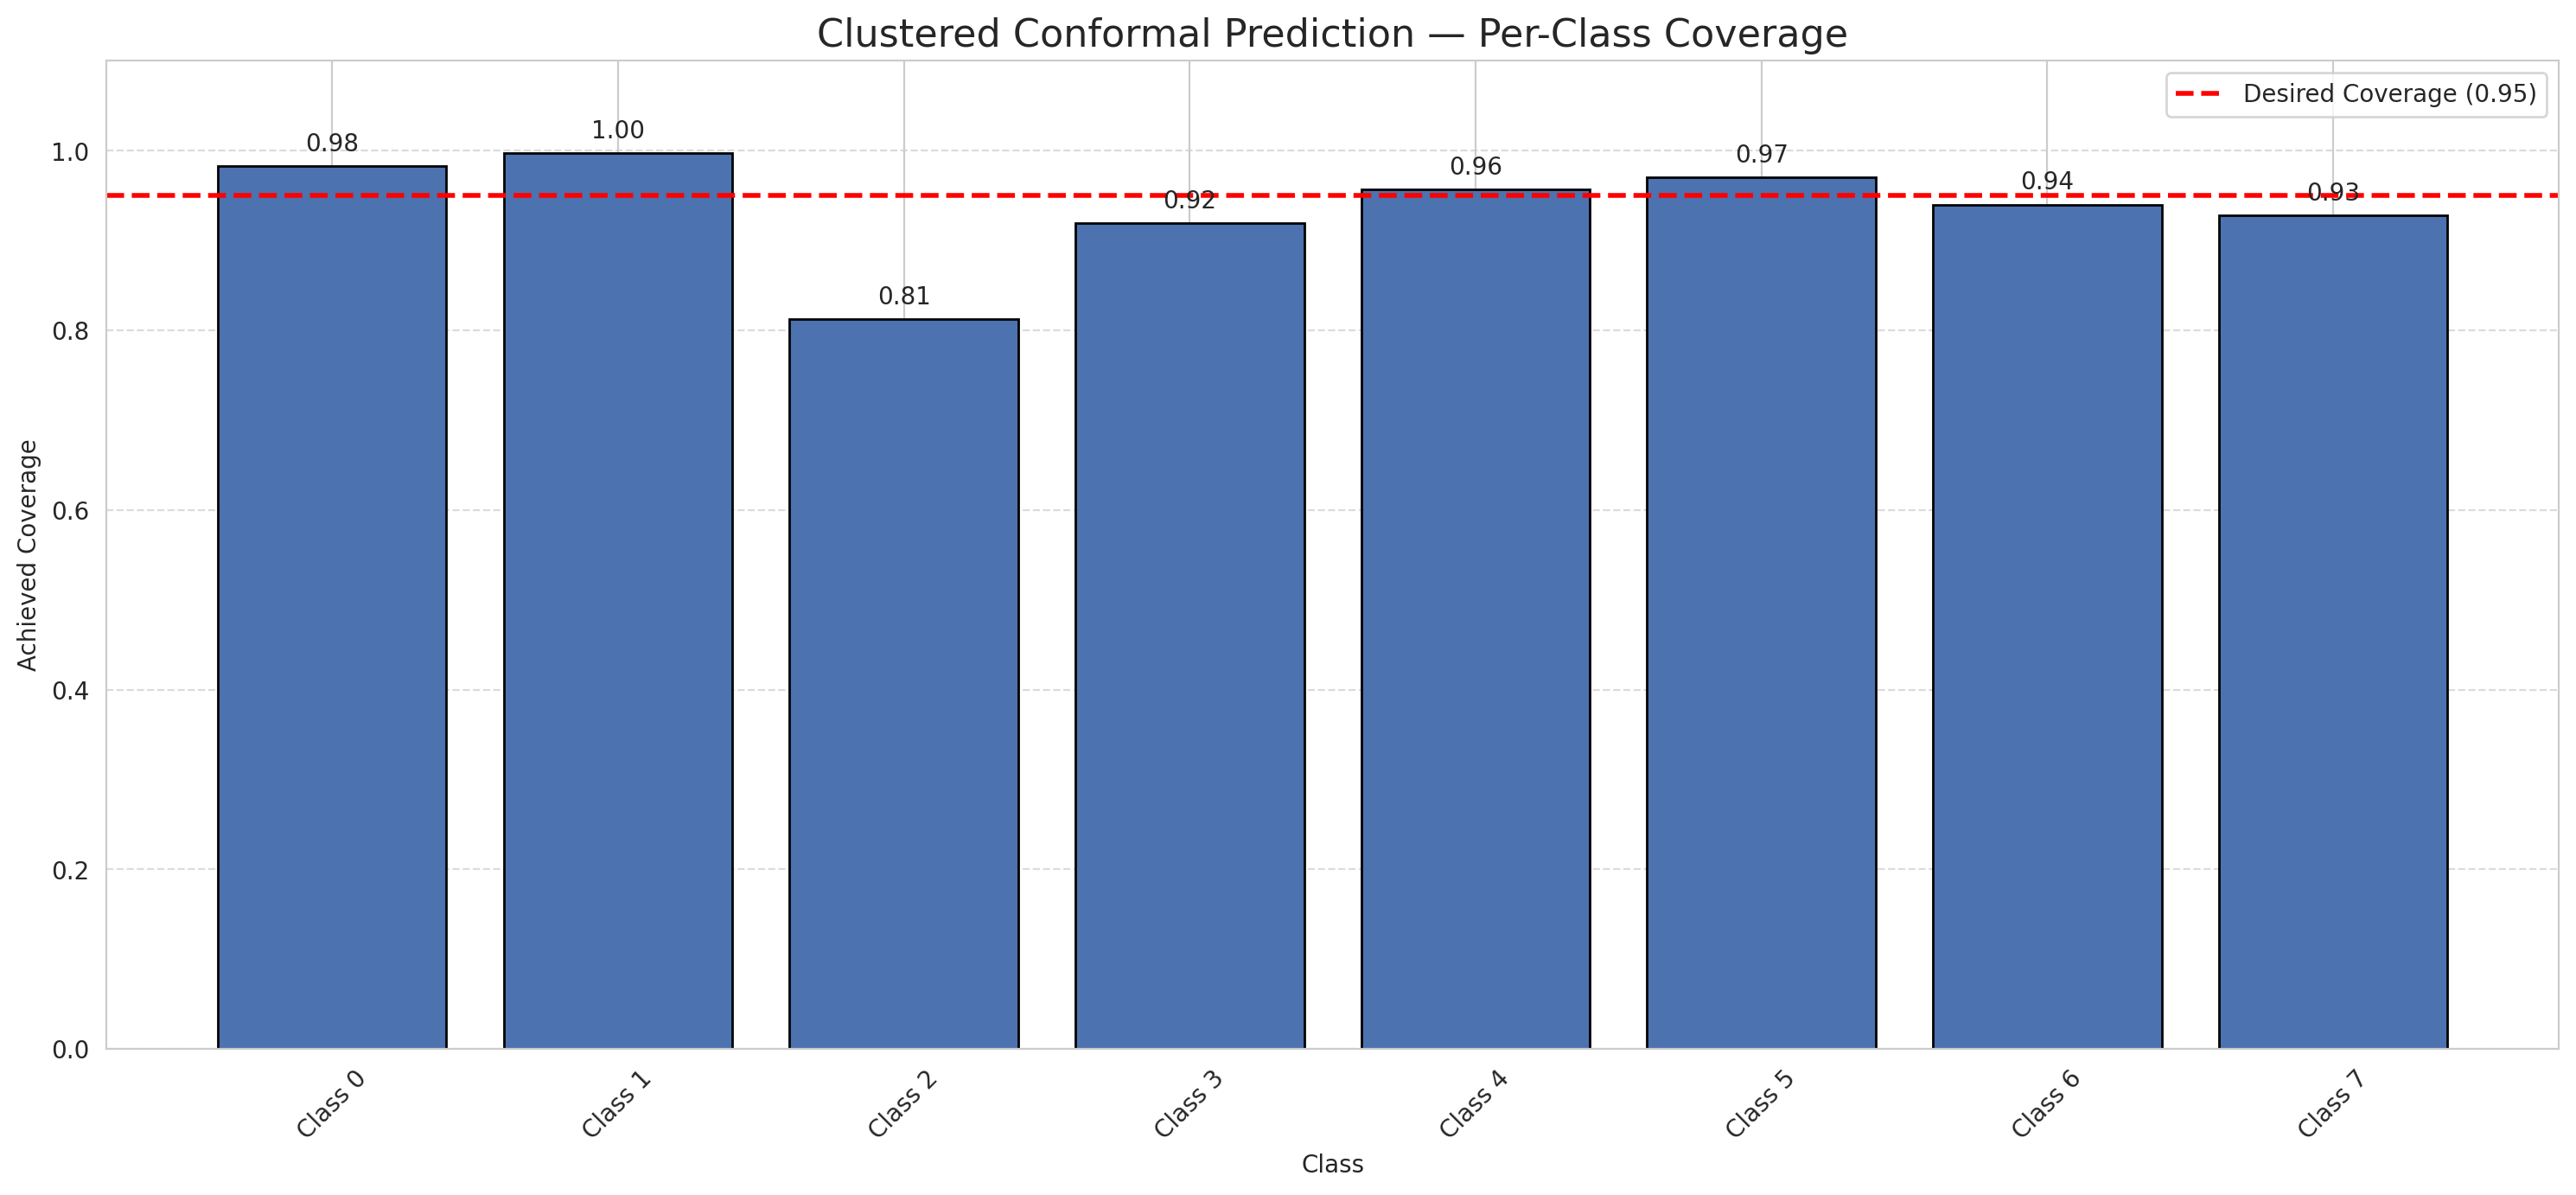 Clustered Conformal Prediction — Per-Class Coverage
Desired Coverage (0.95)
0.98
1.00
0.81
0.92
0.96
0.97
0.94
0.93
1.0
0.8
0.6
0.4
0.2
0.0
Achieved Coverage
Class 0
Class 1
Class 2
Class 3
Class 4
Class 5
Class 6
Class 7
Class